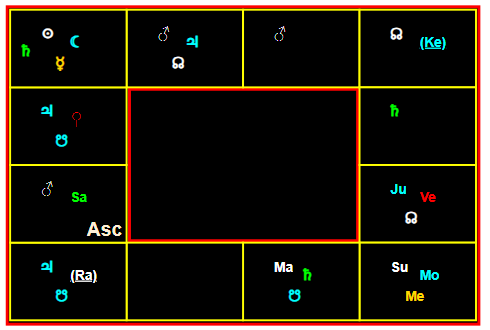 ☉ ☾
♄
☿
♂ ♃
☊
♂
☊ (Ke)
♃ ⚲
☋
♄
♂ Sa
Asc
Ju Ve
☊
♃ (Ra)
☋
Ma ♄
☋
Su Mo
Me